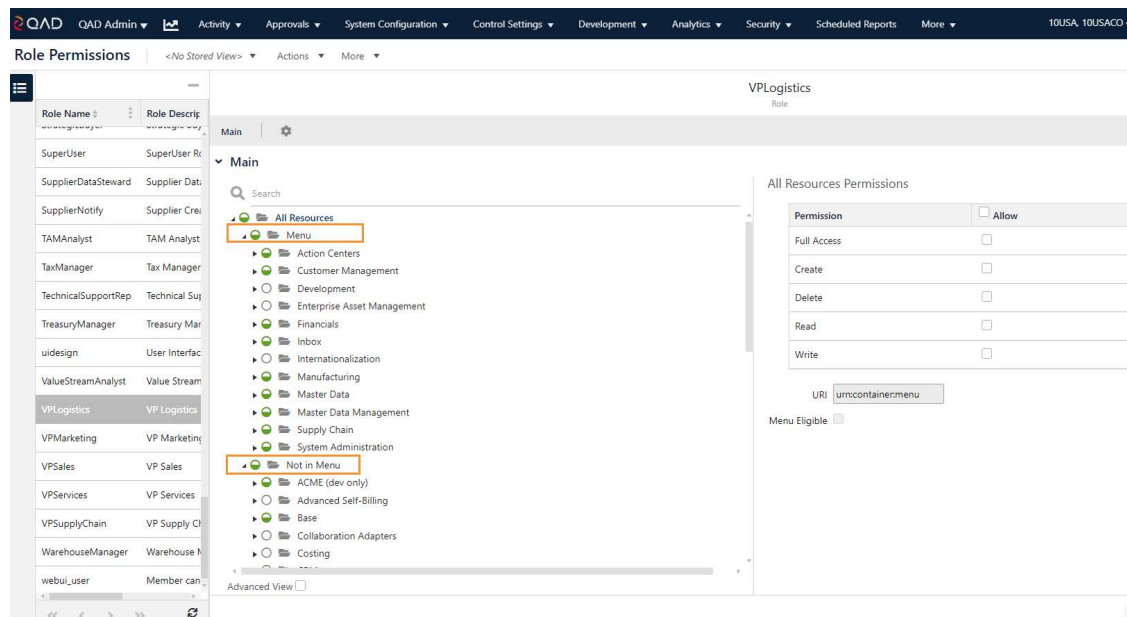 QAD QAD Admin Activity Approvals System Configuration Control Settings Development Analytics Security Scheduled Reports More 10USA, 10USACO
Role Permissions <No Stored View> Actions More
VPLogistics
Role
Role Name Role Descrip
Main
SuperUser SuperUser Ro
Main
SupplierDataSteward Supplier Data
Search
All Resources Permissions
SupplierNotify Supplier Crea
All Resources
Permission Allow
TAMAnalyst TAM Analyst
Menu
Full Access
Action Centers
TaxManager Tax Manager
Customer Management
Create
Development
TechnicalSupportRep Technical Sup
Enterprise Asset Management
Delete
TreasuryManager Treasury Man
Financials
Read
Inbox
uidesign User Interfac
Internationalization
Write
ValueStreamAnalyst Value Stream
Manufacturing
Master Data
URI urn:container:menu
VPLogistics VP Logistics
Master Data Management
Menu Eligible
Supply Chain
VPMarketing VP Marketing
System Administration
VPSales VP Sales
Not in Menu
ACME (dev only)
VPServices VP Services
Advanced Self-Billing
Base
VPSupplyChain VP Supply Ch
Collaboration Adapters
WarehouseManager Warehouse M
Costing
webui_user Member can
Advanced View